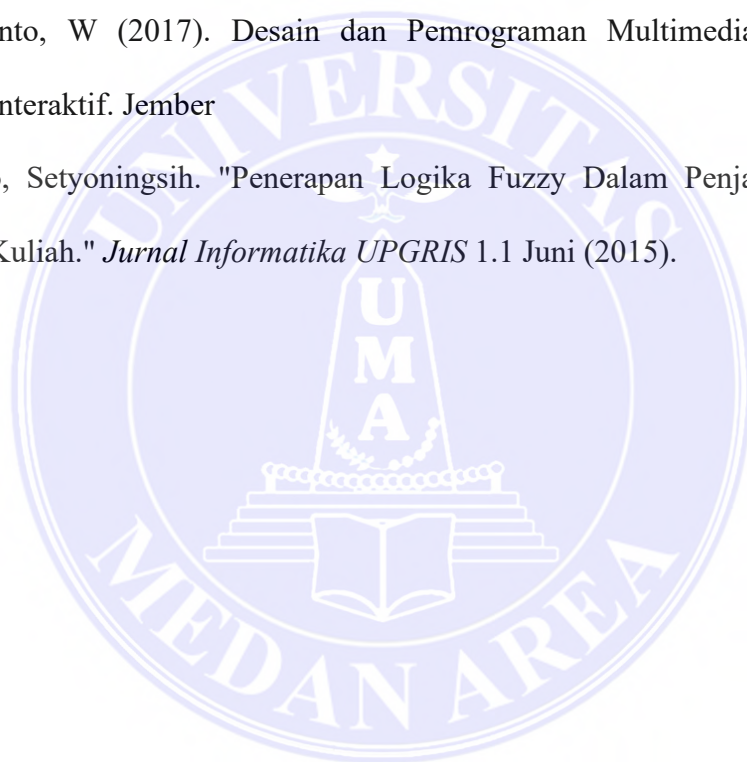 nto, W (2017). Desain dan Pemrograman Multimedia
nteraktif. Jember
, Setyoningsih. "Penerapan Logika Fuzzy Dalam Penja
Kuliah." Jurnal Informatika UPGRIS 1.1 Juni (2015).
UNIVERSITAS
UMA
MEDAN AREA